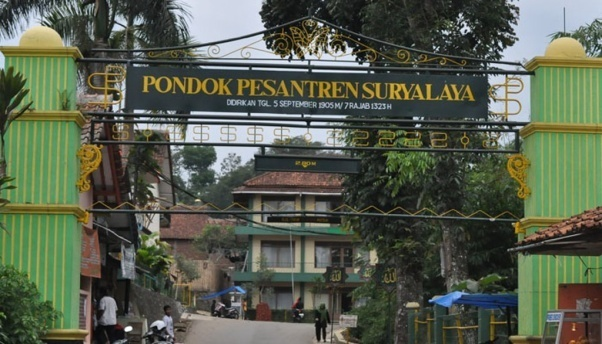 PONDOK PESANTREN SURYALAYA
DIDIRIKAN TGL. 5 SEPTEMBER 1905 M / 7 RAJAB 1323 H